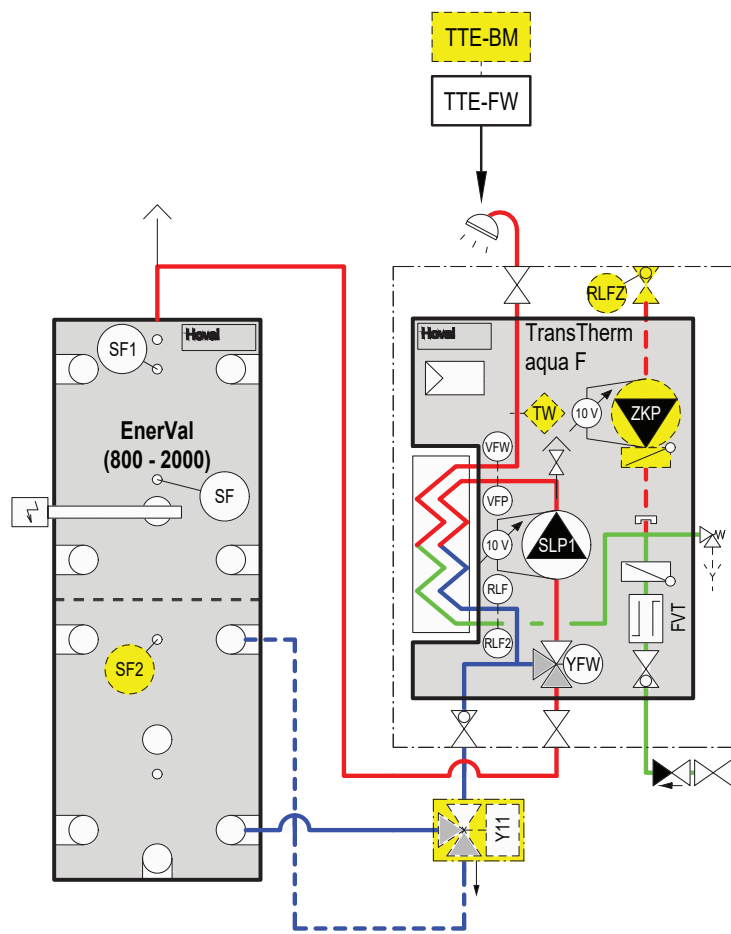 TTE-BM
TTE-FW
RLFZ
Hoval
SF1
Hoval
TransTherm
aqua F
TW
10 V
ZKP
EnerVal
(800 - 2000)
VFW
SF
VFP
10 V
SLP1
W
RLF
FVT
RLF2
YFW
SF2
Y11